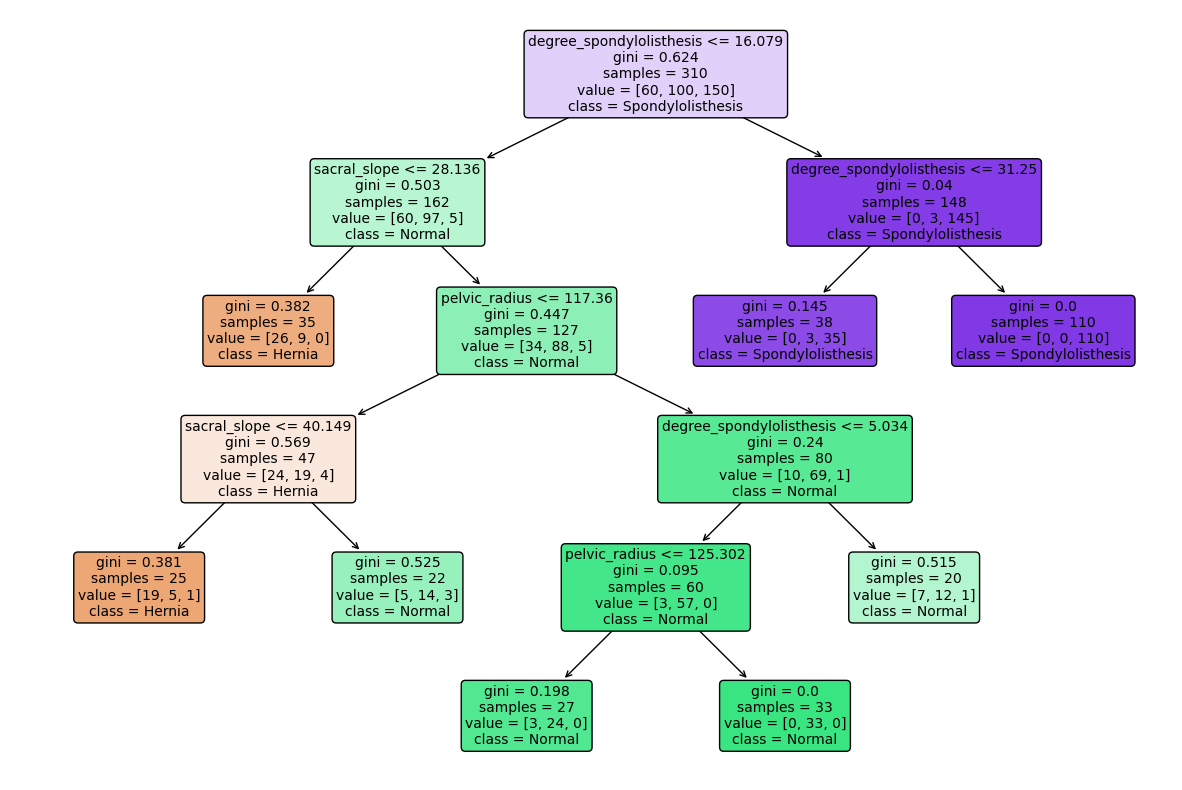 degree_spondylolisthesis <= 16.079
gini = 0.624
samples = 310
value = [60, 100, 150]
class = Spondylolisthesis
sacral_slope <= 28.136
gini = 0.503
samples = 162
value = [60, 97, 5]
class = Normal
degree_spondylolisthesis <= 31.25
gini = 0.04
samples = 148
value = [0, 3, 145]
class = Spondylolisthesis
gini = 0.382
samples = 35
value = [26, 9, 0]
class = Hernia
pelvic_radius <= 117.36
gini = 0.447
samples = 127
value = [34, 88, 5]
class = Normal
gini = 0.145
samples = 38
value = [0, 3, 35]
class = Spondylolisthesis
gini = 0.0
samples = 110
value = [0, 0, 110]
class = Spondylolisthesis
sacral_slope <= 40.149
gini = 0.569
samples = 47
value = [24, 19, 4]
class = Hernia
degree_spondylolisthesis <= 5.034
gini = 0.24
samples = 80
value = [10, 69, 1]
class = Normal
gini = 0.381
samples = 25
value = [19, 5, 1]
class = Hernia
gini = 0.525
samples = 22
value = [5, 14, 3]
class = Normal
pelvic_radius <= 125.302
gini = 0.095
samples = 60
value = [3, 57, 0]
class = Normal
gini = 0.515
samples = 20
value = [7, 12, 1]
class = Normal
gini = 0.198
samples = 27
value = [3, 24, 0]
class = Normal
gini = 0.0
samples = 33
value = [0, 33, 0]
class = Normal